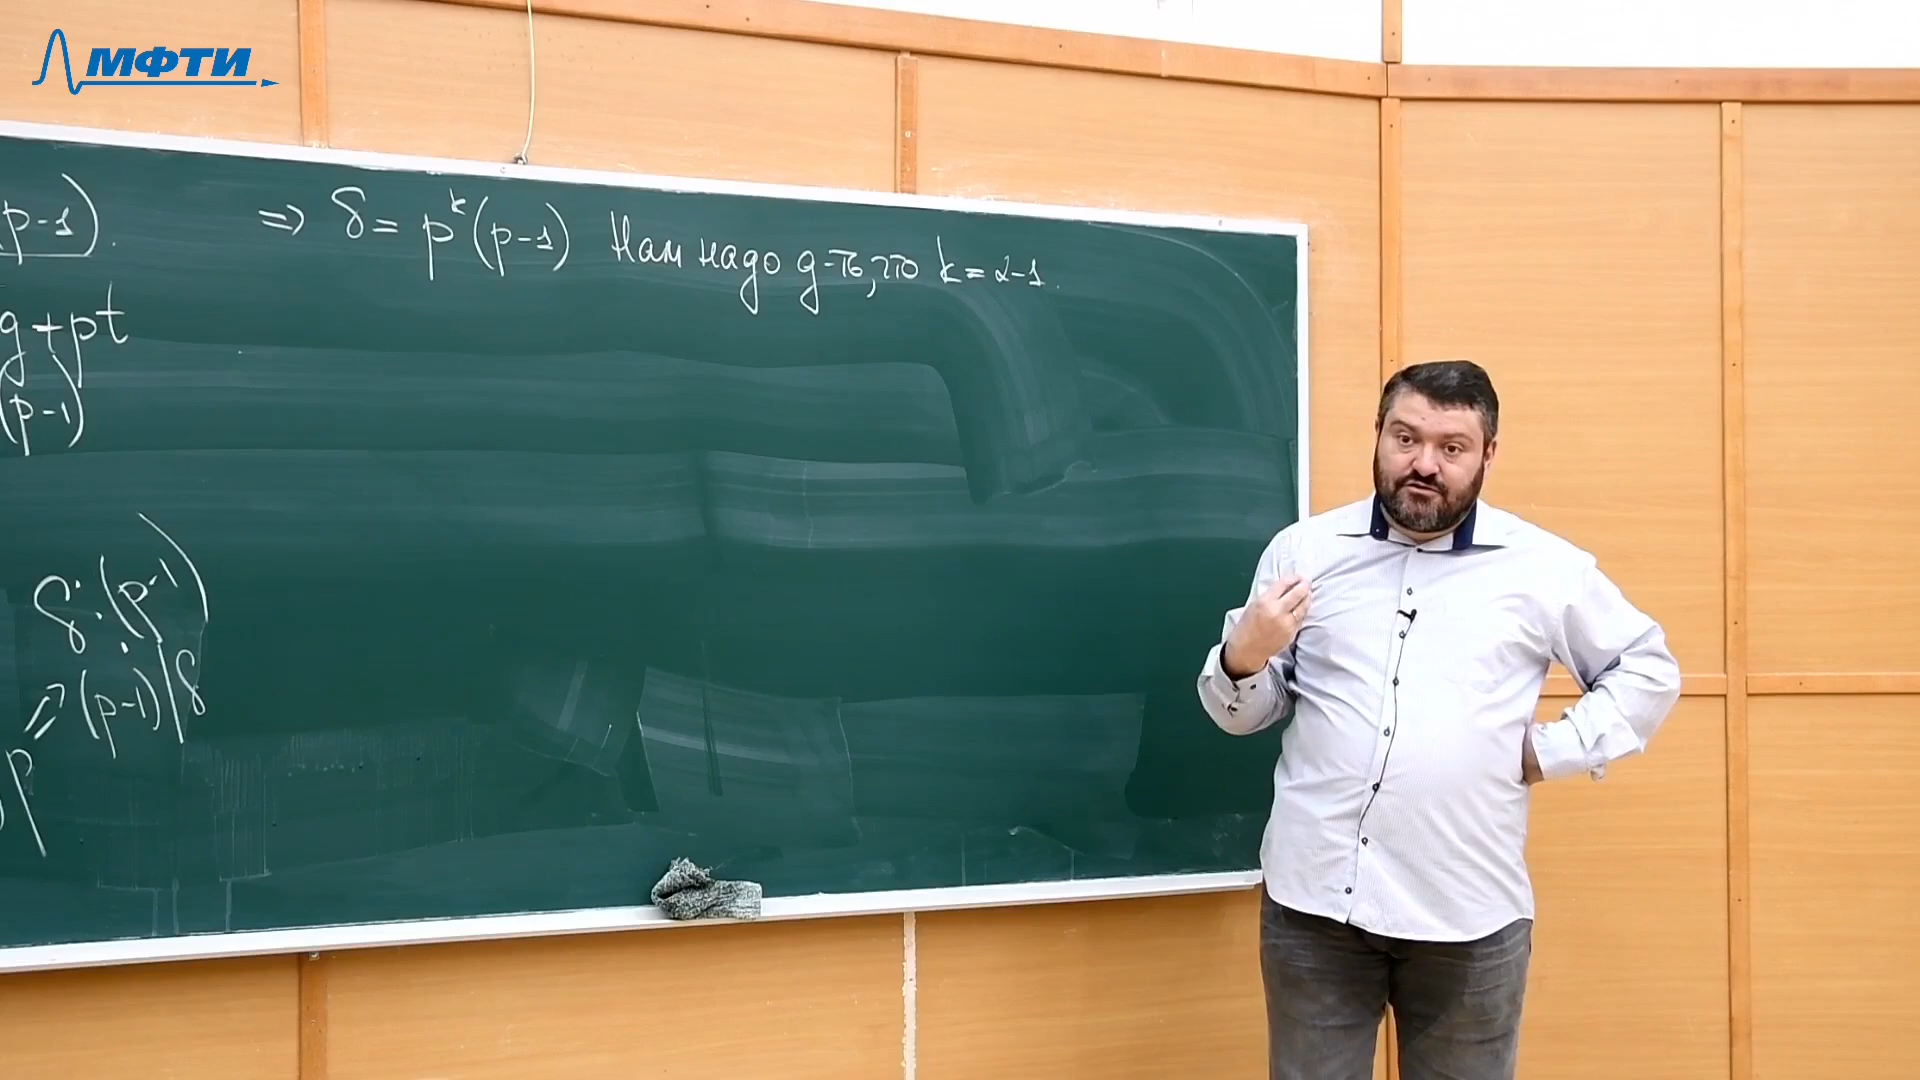 МФТИ
(p-1).
⇒ δ = p^k (p-1) Нам надо д-ть, что k = α-1.
g+pt
(p-1)
δ ⋮ (p-1)
⇗ (p-1) | δ
p